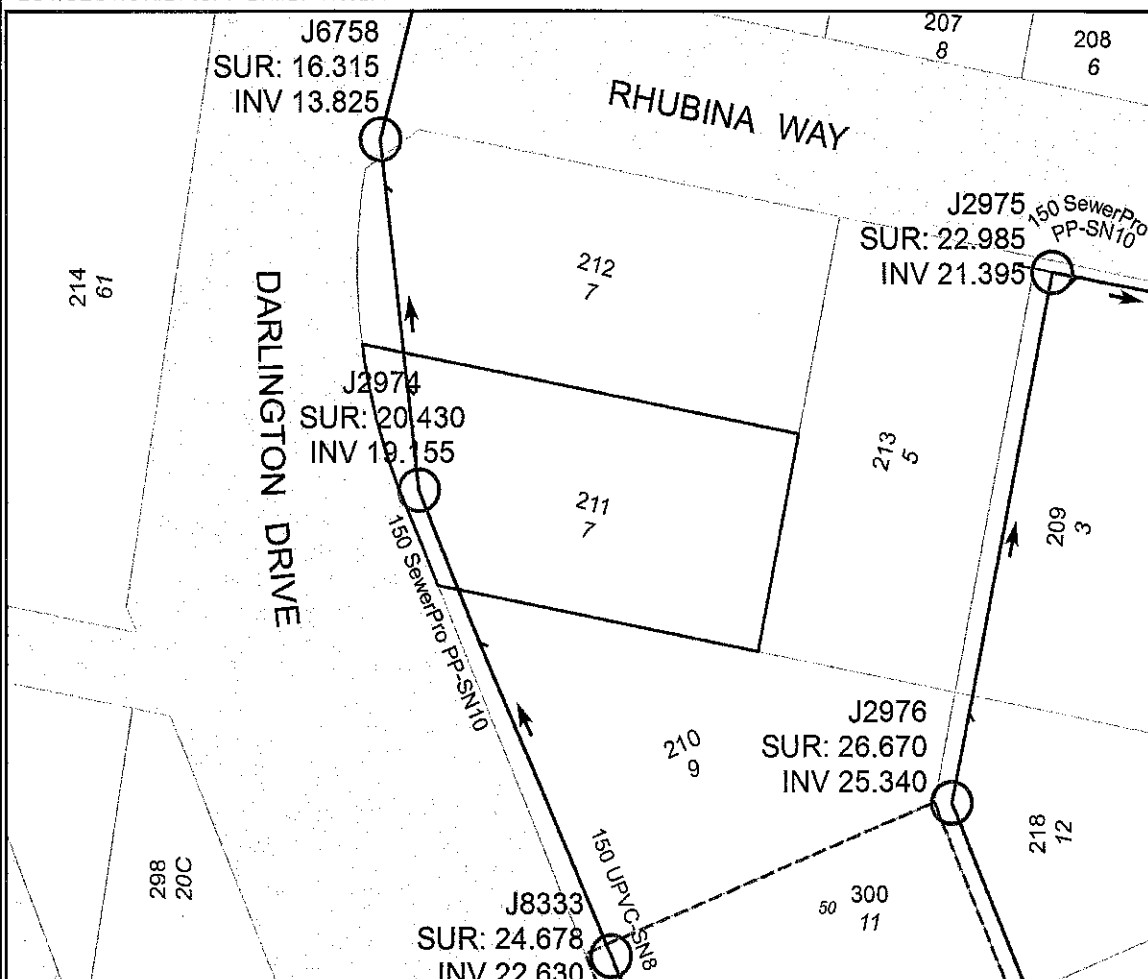 J6758
SUR: 16.315
INV 13.825
207
8
208
6
RHUBINA WAY
J2975
SUR: 22.985
INV 21.395
150 SewerPro
PP-SN10
214
61
212
7
DARLINGTON DRIVE
J2974
SUR: 20.430
INV 19.155
213
5
211
7
209
3
150 SewerPro PP-SN10
210
9
J2976
SUR: 26.670
INV 25.340
218
12
298
20C
150 UPVC-SN8
50 300
11
J8333
SUR: 24.678
INV 22.630